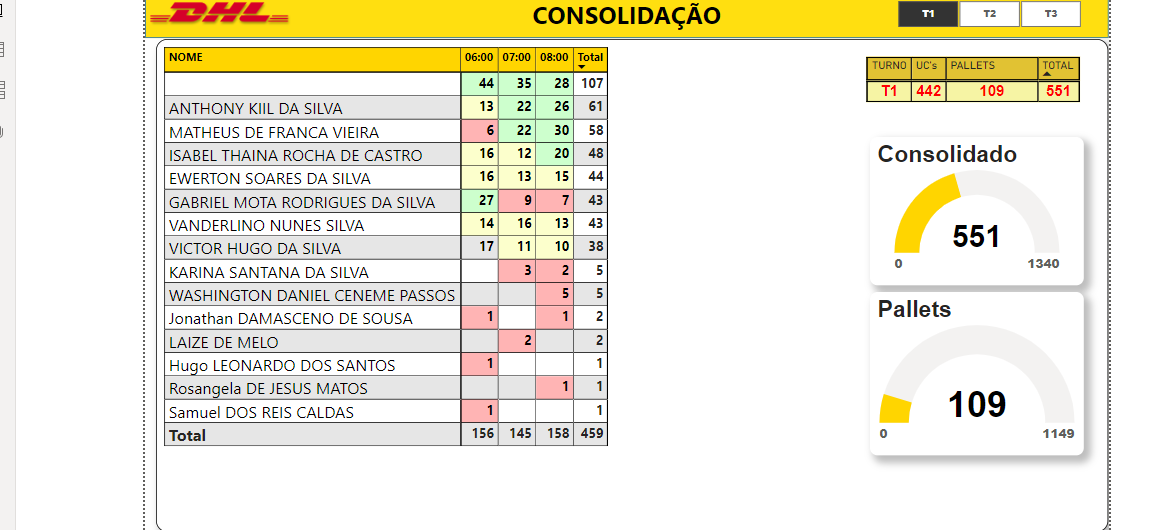 DHL CONSOLIDAÇÃO T1 T2 T3
NOME 06:00 07:00 08:00 Total
44 35 28 107
ANTHONY KIIL DA SILVA 13 22 26 61
MATHEUS DE FRANCA VIEIRA 6 22 30 58
ISABEL THAINA ROCHA DE CASTRO 16 12 20 48
EWERTON SOARES DA SILVA 16 13 15 44
GABRIEL MOTA RODRIGUES DA SILVA 27 9 7 43
VANDERLINO NUNES SILVA 14 16 13 43
VICTOR HUGO DA SILVA 17 11 10 38
KARINA SANTANA DA SILVA 3 2 5
WASHINGTON DANIEL CENEME PASSOS 5 5
Jonathan DAMASCENO DE SOUSA 1 1 2
LAIZE DE MELO 2 2
Hugo LEONARDO DOS SANTOS 1 1
Rosangela DE JESUS MATOS 1 1
Samuel DOS REIS CALDAS 1 1
Total 156 145 158 459
TURNO UC's PALLETS TOTAL
T1 442 109 551
Consolidado
551
0 1340
Pallets
109
0 1149